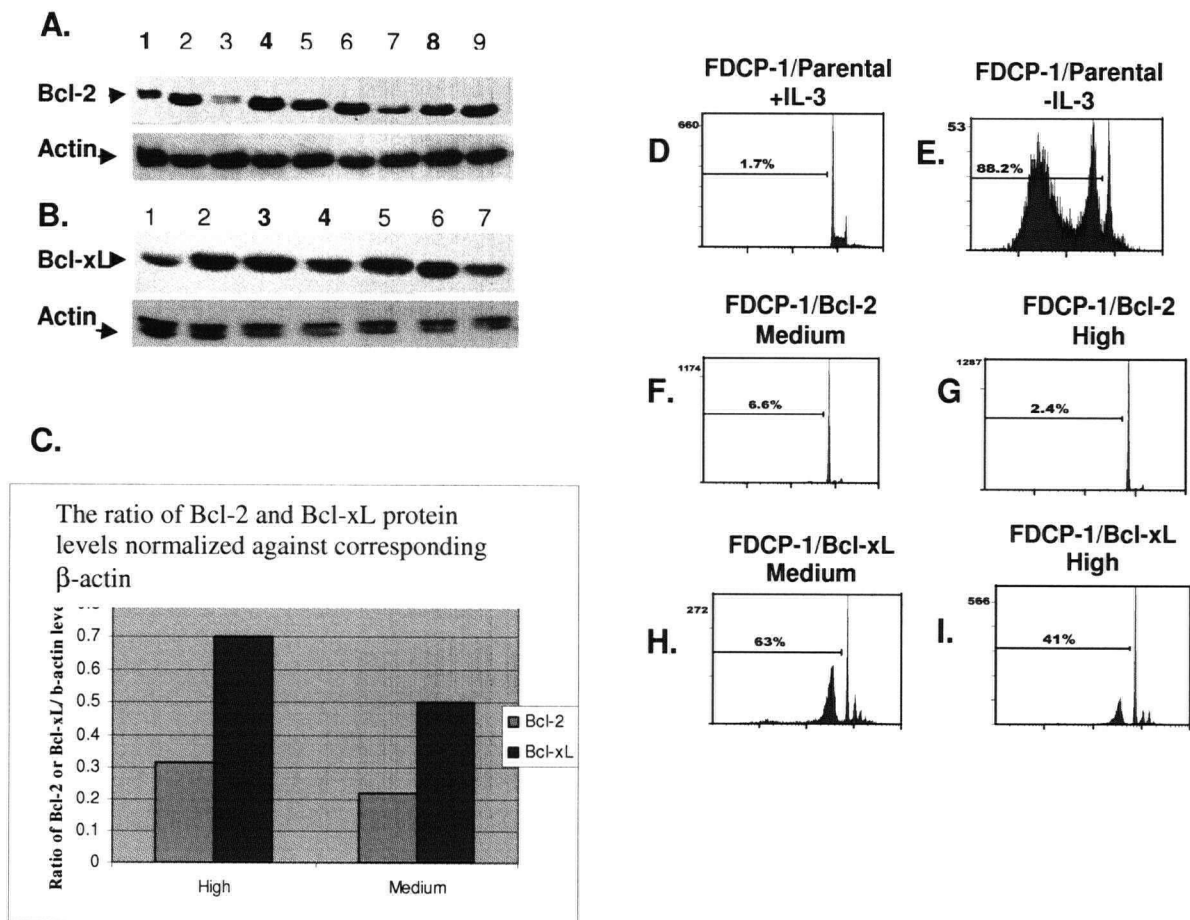 A.
1 2 3 4 5 6 7 8 9
Bcl-2
Actin
B.
1 2 3 4 5 6 7
Bcl-xL
Actin
C.
The ratio of Bcl-2 and Bcl-xL protein
levels normalized against corresponding
β-actin
Ratio of Bcl-2 or Bcl-xL/ b-actin leve
0.8
0.7
0.6
0.5
0.4
0.3
0.2
0.1
0
High
Medium
Bcl-2
Bcl-xL
FDCP-1/Parental
+IL-3
D
660
1.7%
FDCP-1/Parental
-IL-3
E.
53
88.2%
FDCP-1/Bcl-2
Medium
F.
1174
6.6%
FDCP-1/Bcl-2
High
G
1287
2.4%
FDCP-1/Bcl-xL
Medium
H.
272
63%
FDCP-1/Bcl-xL
High
I.
566
41%